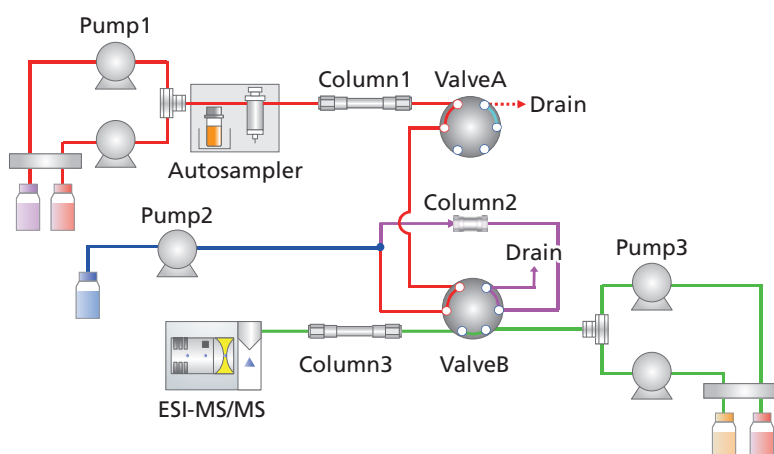 Pump1
Column1
ValveA
Drain
Autosampler
Column2
Pump2
Drain
Pump3
Column3
ValveB
ESI-MS/MS